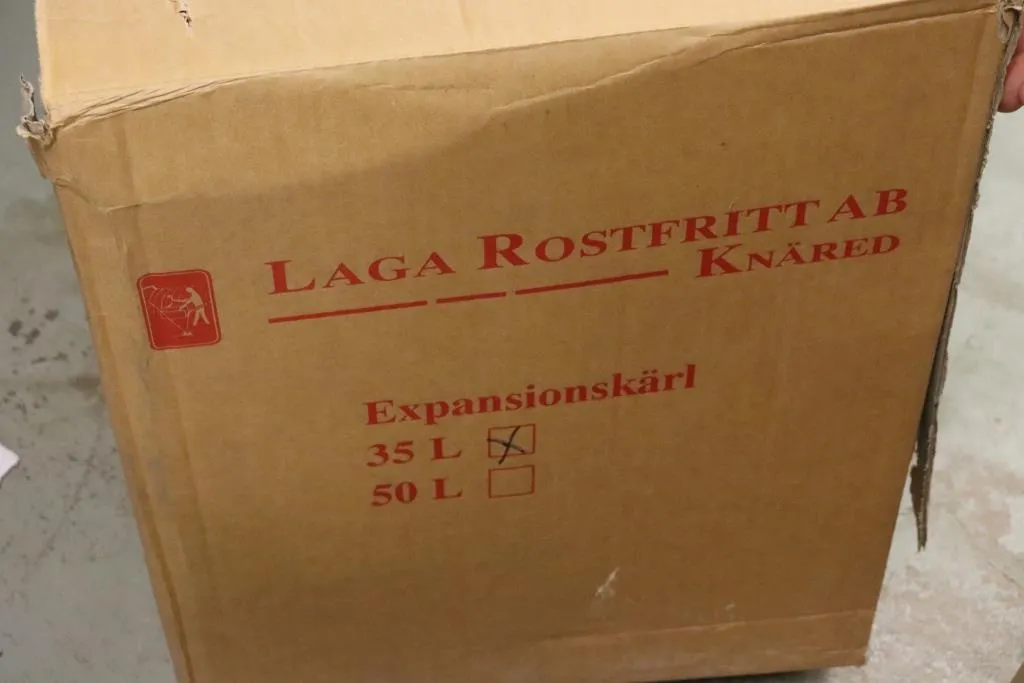 LAGA ROSTFRITT AB
KNÄRED
Expansionskärl
35 L
50 L